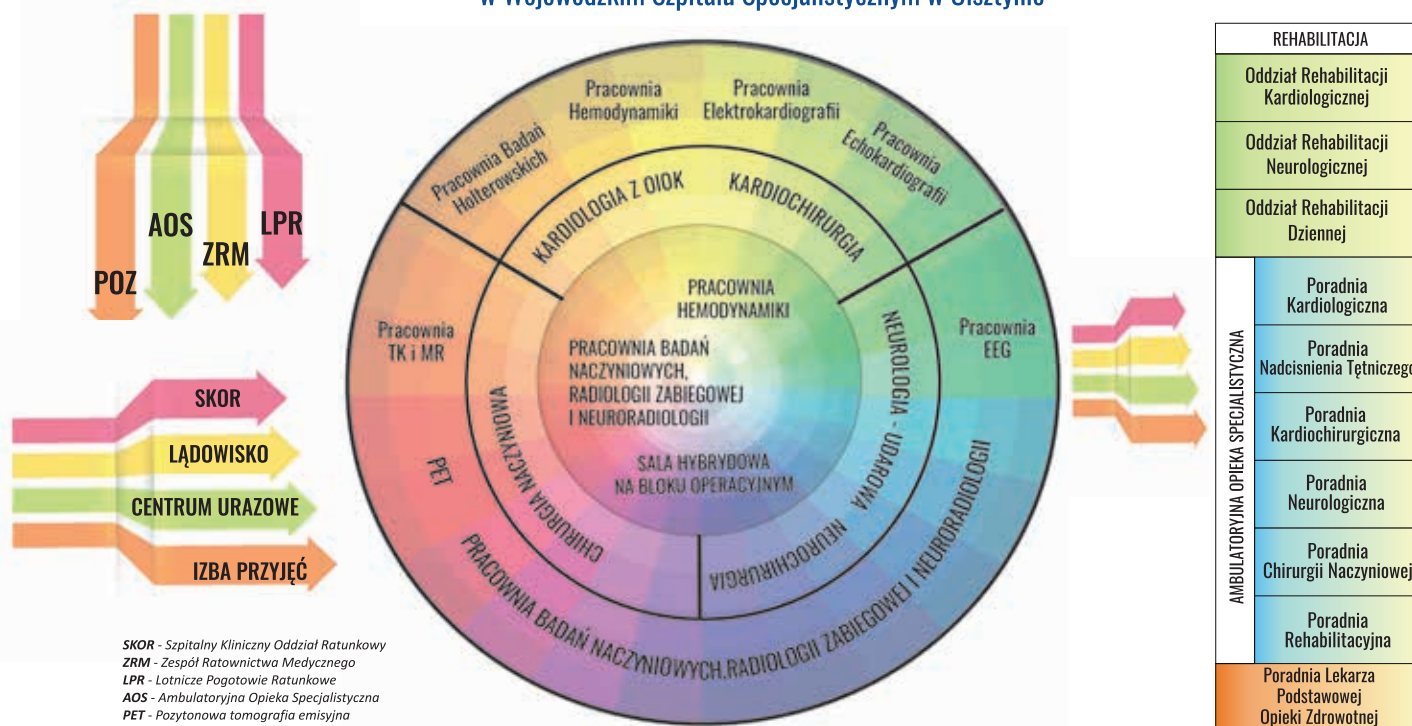 w Wojewódzkim Szpitalu Specjalistycznym w Olsztynie
POZ
AOS
ZRM
LPR
SKOR
LĄDOWISKO
CENTRUM URAZOWE
IZBA PRZYJĘĆ
SKOR - Szpitalny Kliniczny Oddział Ratunkowy
ZRM - Zespół Ratownictwa Medycznego
LPR - Lotnicze Pogotowie Ratunkowe
AOS - Ambulatoryjna Opieka Specjalistyczna
PET - Pozytonowa tomografia emisyjna
Pracownia Badań
Holterowskich
Pracownia
Hemodynamiki
Pracownia
Elektrokardiografii
Pracownia
Echokardiografii
Pracownia
TK i MR
Pracownia
EEG
PET
PRACOWNIA BADAŃ NACZYNIOWYCH,RADIOLOGII ZABIEGOWEJ I NEURORADIOLOGII
KARDIOLOGIA Z OIOK
KARDIOCHIRURGIA
NEUROLOGIA - UDAROWA
NEUROCHIRURGIA
CHIRURGIA NACZYNIOWA
PRACOWNIA
HEMODYNAMIKI
PRACOWNIA BADAŃ
NACZYNIOWYCH,
RADIOLOGII ZABIEGOWEJ
I NEURORADIOLOGII
SALA HYBRYDOWA
NA BLOKU OPERACYJNYM
REHABILITACJA
Oddział Rehabilitacji
Kardiologicznej
Oddział Rehabilitacji
Neurologicznej
Oddział Rehabilitacji
Dziennej
AMBULATORYJNA OPIEKA SPECJALISTYCZNA
Poradnia
Kardiologiczna
Poradnia
Nadcisnienia Tętniczego
Poradnia
Kardiochirurgiczna
Poradnia
Neurologiczna
Poradnia
Chirurgii Naczyniowej
Poradnia
Rehabilitacyjna
Poradnia Lekarza
Podstawowej
Opieki Zdrowotnej